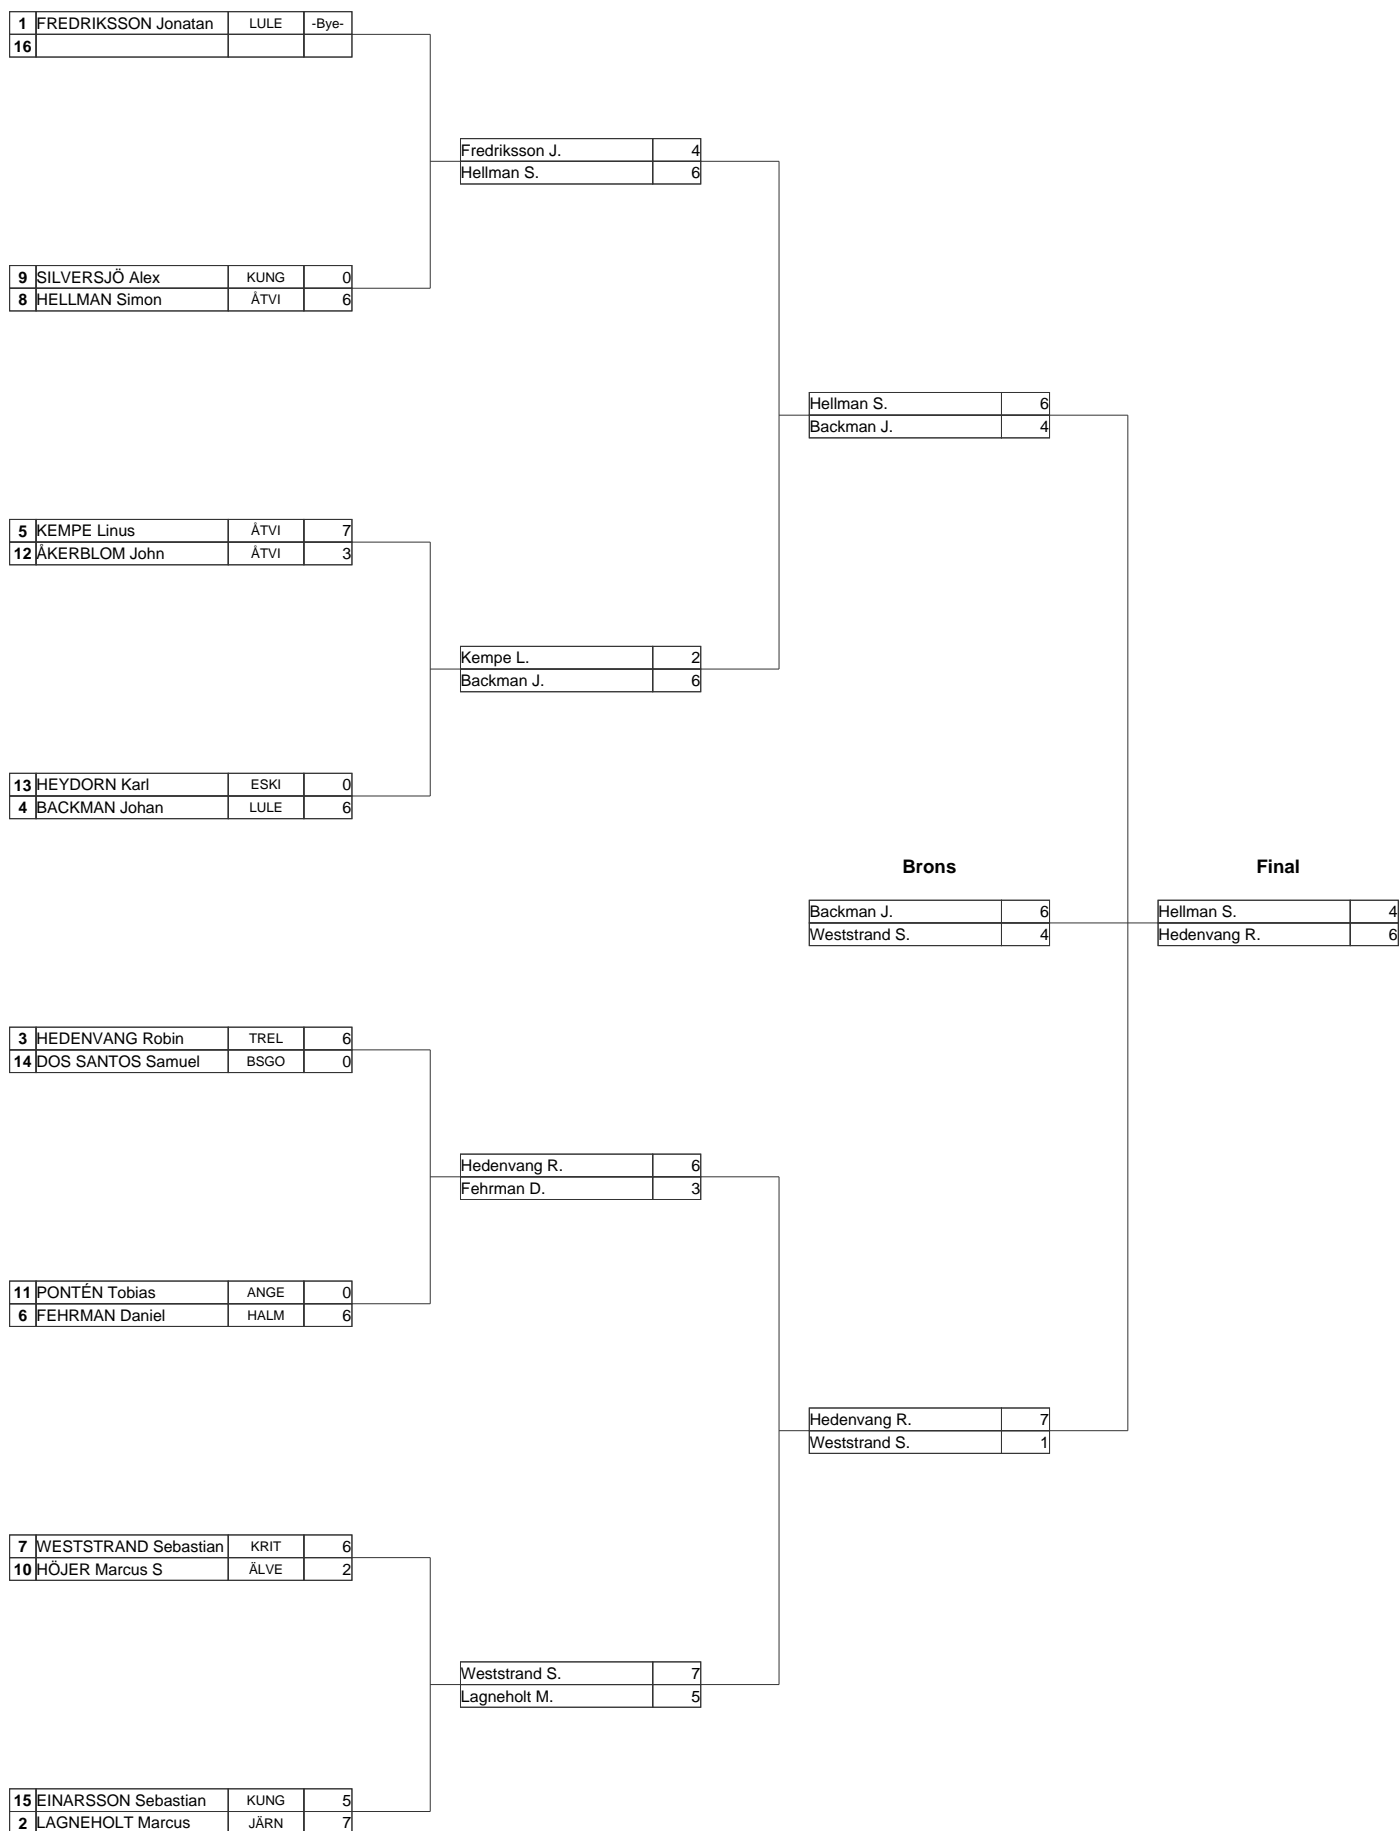 1 FREDRIKSSON Jonatan LULE -Bye-
16
Fredriksson J. 4
Hellman S. 6
9 SILVERSJÖ Alex KUNG 0
8 HELLMAN Simon ÅTVI 6
Hellman S. 6
Backman J. 4
5 KEMPE Linus ÅTVI 7
12 ÅKERBLOM John ÅTVI 3
Kempe L. 2
Backman J. 6
13 HEYDORN Karl ESKI 0
4 BACKMAN Johan LULE 6
Brons Final
Backman J. 6 Hellman S. 4
Weststrand S. 4 Hedenvang R. 6
3 HEDENVANG Robin TREL 6
14 DOS SANTOS Samuel BSGO 0
Hedenvang R. 6
Fehrman D. 3
11 PONTÉN Tobias ANGE 0
6 FEHRMAN Daniel HALM 6
Hedenvang R. 7
Weststrand S. 1
7 WESTSTRAND Sebastian KRIT 6
10 HÖJER Marcus S ÄLVE 2
Weststrand S. 7
Lagneholt M. 5
15 EINARSSON Sebastian KUNG 5
2 LAGNEHOLT Marcus JÄRN 7